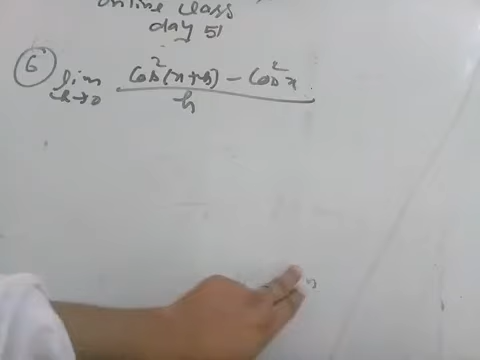 online class
day 51
6 lim h→0 cos²(x+h) - cos²x / h